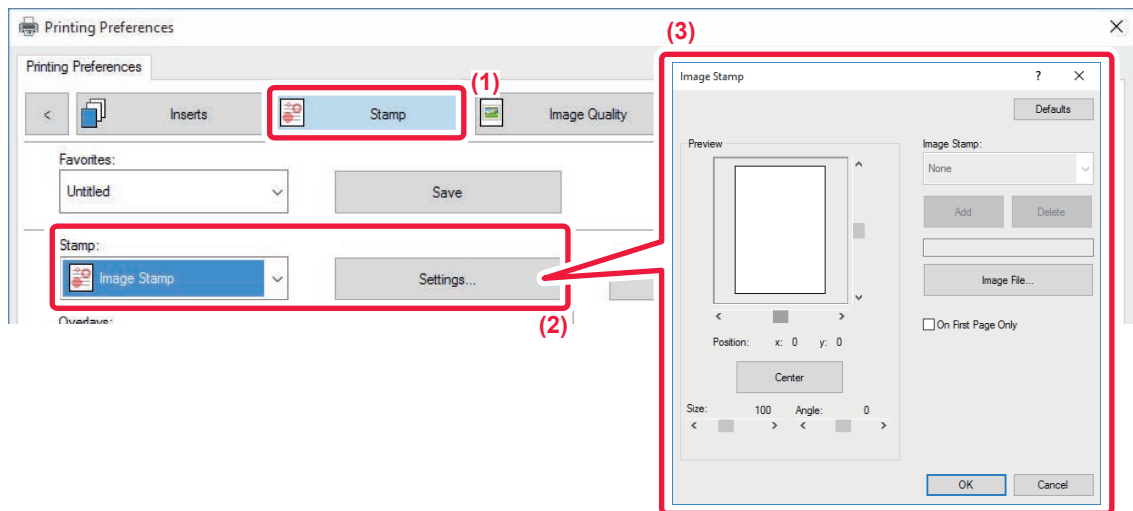 Printing Preferences
Printing Preferences
(1)
< Inserts Stamp Image Quality
Favorites:
Untitled Save
Stamp:
Image Stamp Settings...
(2)
Overlays:
(3)
Image Stamp ? ×
Defaults
Preview
Image Stamp:
None
Add Delete
Image File...
On First Page Only
Position: x: 0 y: 0
Center
Size: 100 Angle: 0
OK Cancel